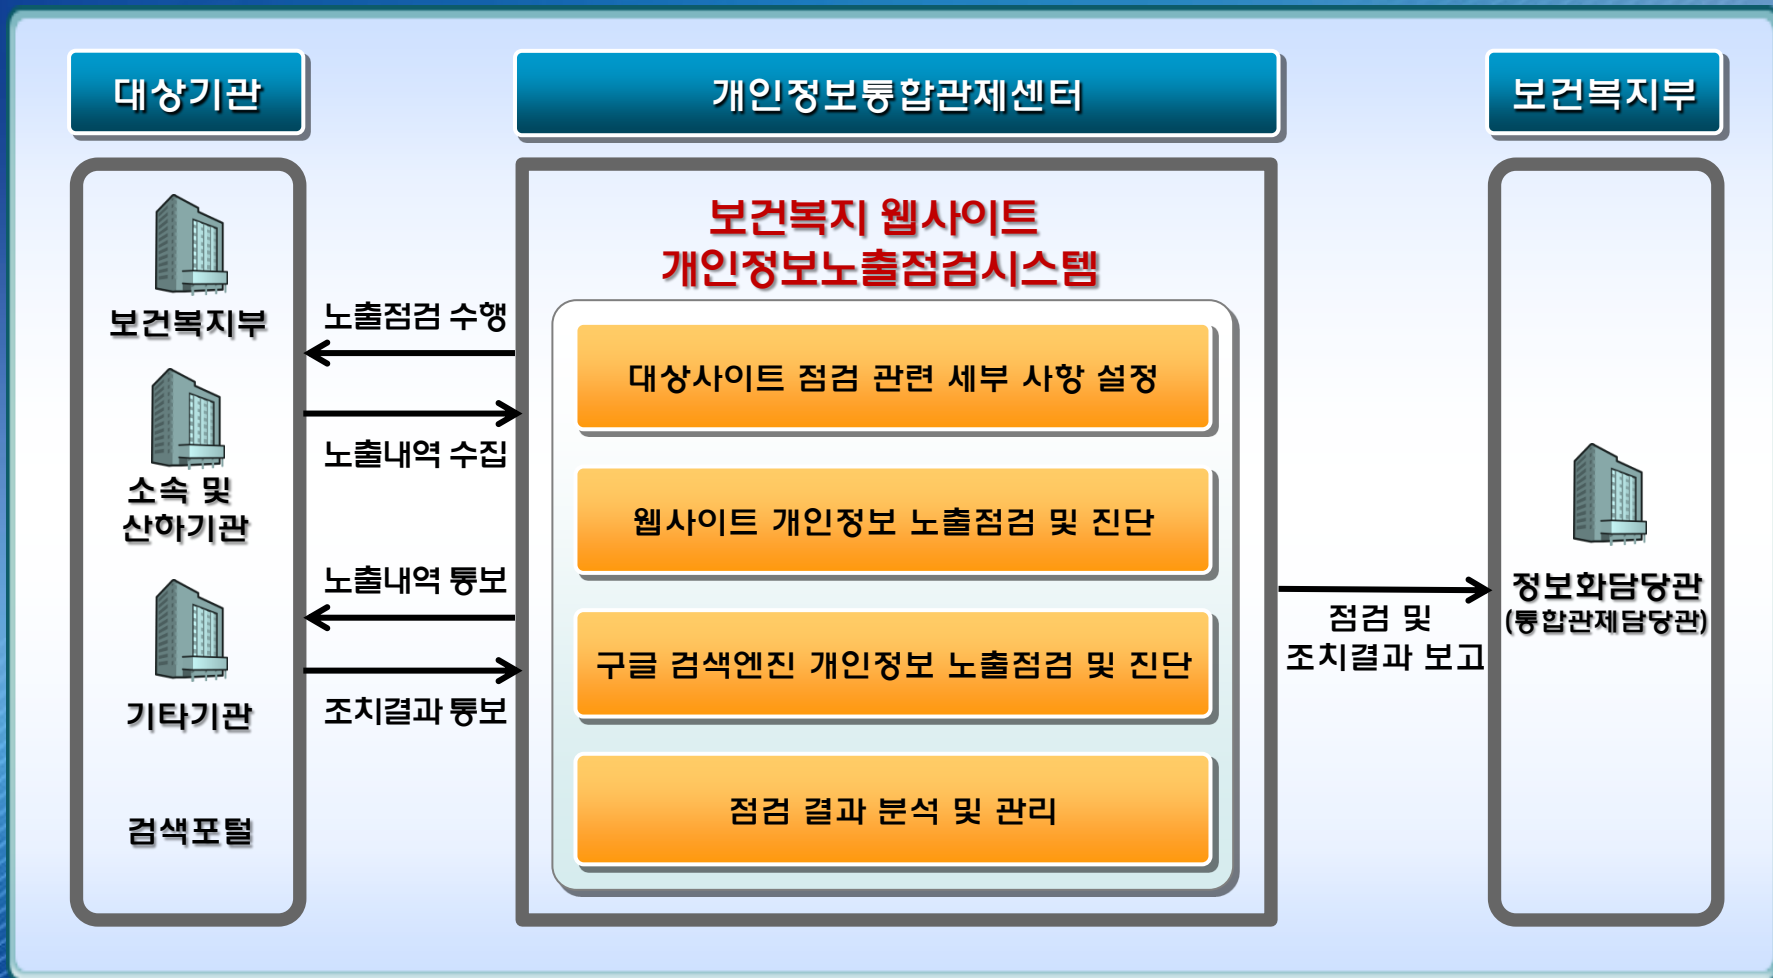 대상기관
개인정보통합관제센터
보건복지부
보건복지부
소속 및
산하기관
기타기관
검색포털
노출점검 수행
노출내역 수집
노출내역 통보
조치결과 통보
보건복지 웹사이트
개인정보노출점검시스템
대상사이트 점검 관련 세부 사항 설정
웹사이트 개인정보 노출점검 및 진단
구글 검색엔진 개인정보 노출점검 및 진단
점검 결과 분석 및 관리
점검 및
조치결과 보고
정보화담당관
(통합관제담당관)